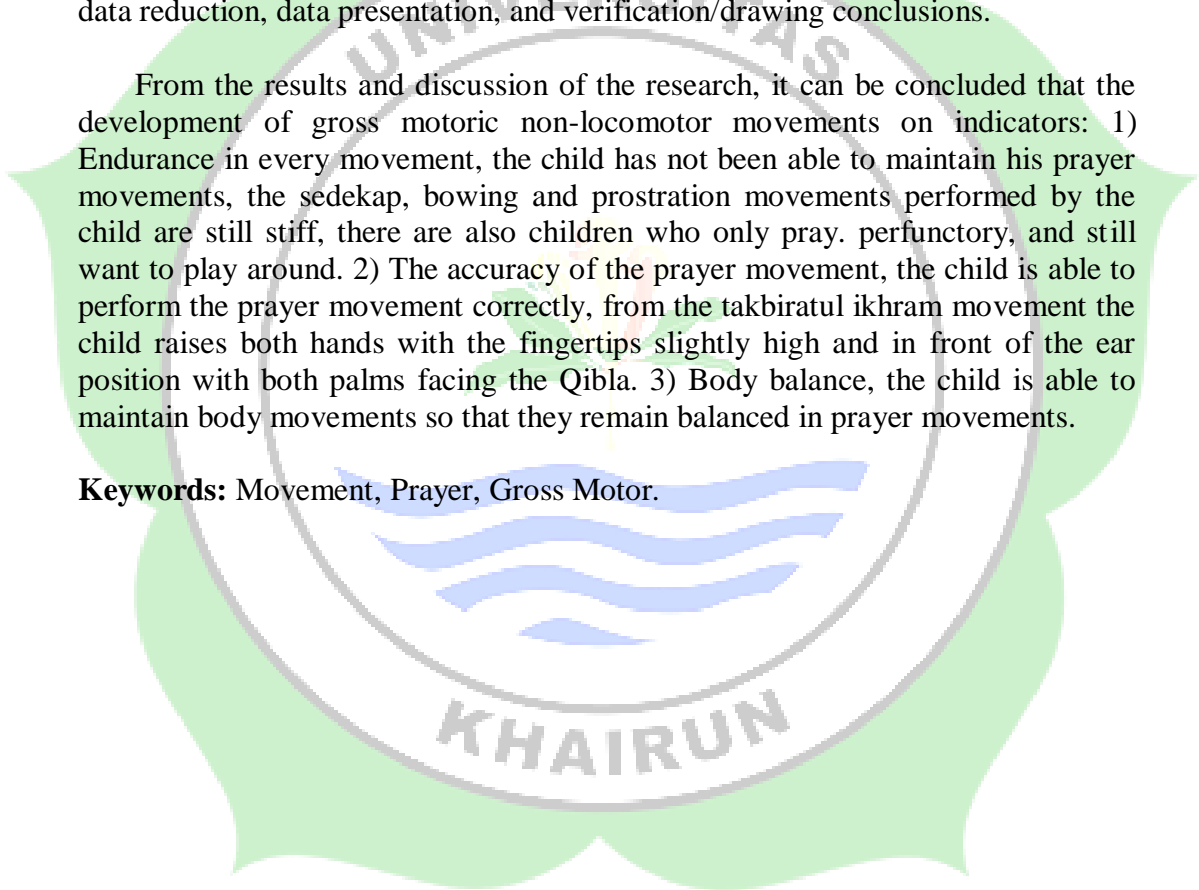 data reduction, data presentation, and verification/drawing conclusions.
UNIVERSITAS
From the results and discussion of the research, it can be concluded that the
development of gross motoric non-locomotor movements on indicators: 1)
Endurance in every movement, the child has not been able to maintain his prayer
movements, the sedekap, bowing and prostration movements performed by the
child are still stiff, there are also children who only pray. perfunctory, and still
want to play around. 2) The accuracy of the prayer movement, the child is able to
perform the prayer movement correctly, from the takbiratul ikhram movement the
child raises both hands with the fingertips slightly high and in front of the ear
position with both palms facing the Qibla. 3) Body balance, the child is able to
maintain body movements so that they remain balanced in prayer movements.
Keywords: Movement, Prayer, Gross Motor.
KHAIRUN